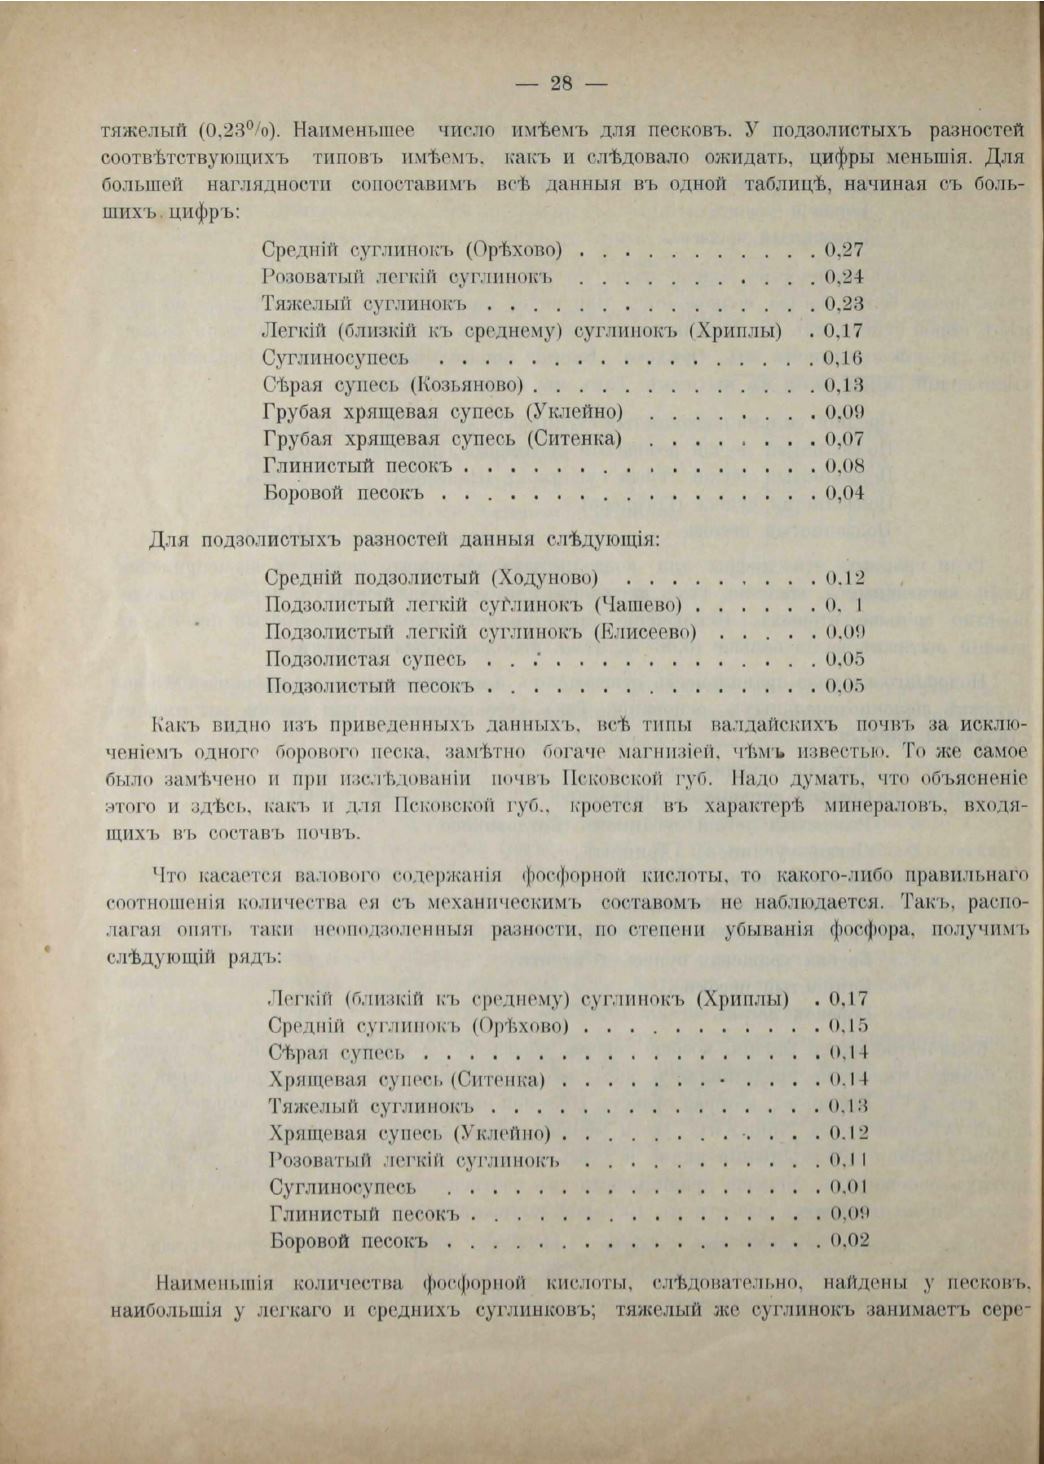 — 28 —
тяжелый (0,23%). Наименьшее число имѣемъ для песковъ. У подзолистыхъ разностей
соотвѣтствующихъ типовъ имѣемъ, какъ и слѣдовало ожидать, цифры меньшія. Для
большей наглядности сопоставимъ всѣ данныя въ одной таблицѣ, начиная съ боль-
шихъ цифръ:
Средній суглинокъ (Орѣхово) . . . . . . . . . . . 0,27
Розоватый легкій суглинокъ . . . . . . . . . . . 0,24
Тяжелый суглинокъ . . . . . . . . . . . . . . . 0,23
Легкій (близкій къ среднему) суглинокъ (Хриплы) . 0,17
Суглиносупесь . . . . . . . . . . . . . . . . . 0,16
Сѣрая супесь (Козьяново) . . . . . . . . . . . . . 0,13
Грубая хрящевая супесь (Уклейно) . . . . . . . . 0,09
Грубая хрящевая супесь (Ситенка) . . . . . . . . 0,07
Глинистый песокъ . . . . . . . . . . . . . . . . 0,08
Боровой песокъ . . . . . . . . . . . . . . . . . 0,04
Для подзолистыхъ разностей данныя слѣдующія:
Средній подзолистый (Ходуново) . . . . . . . . . 0,12
Подзолистый легкій суглинокъ (Чашево) . . . . . . 0, 1
Подзолистый легкій суглинокъ (Елисеево) . . . . . 0,09
Подзолистая супесь . . . . . . . . . . . . . . . 0,05
Подзолистый песокъ . . . . . . . . . . . . . . . 0,05
Какъ видно изъ приведенныхъ данныхъ, всѣ типы валдайскихъ почвъ за исклю-
ченіемъ одного борового песка, замѣтно богаче магнизіей, чѣмъ известью. То же самое
было замѣчено и при изслѣдованіи почвъ Псковской губ. Надо думать, что объясненіе
этого и здѣсь, какъ и для Псковской губ., кроется въ характерѣ минераловъ, входя-
щихъ въ составъ почвъ.
Что касается валового содержанія фосфорной кислоты, то какого-либо правильнаго
соотношенія количества ея съ механическимъ составомъ не наблюдается. Такъ, распо-
лагая опять таки неоподзоленныя разности, по степени убыванія фосфора, получимъ
слѣдующій рядъ:
Легкій (близкій къ среднему) суглинокъ (Хриплы) . 0,17
Средній суглинокъ (Орѣхово) . . . . . . . . . . . 0,15
Сѣрая супесь . . . . . . . . . . . . . . . . . . 0,14
Хрящевая супесь (Ситенка) . . . . . . . . . . . . 0,14
Тяжелый суглинокъ . . . . . . . . . . . . . . . 0,13
Хрящевая супесь (Уклейно) . . . . . . . . . . . . 0,12
Розоватый легкій суглинокъ . . . . . . . . . . . 0,11
Суглиносупесь . . . . . . . . . . . . . . . . . 0,01
Глинистый песокъ . . . . . . . . . . . . . . . . 0,09
Боровой песокъ . . . . . . . . . . . . . . . . . 0,02
Наименьшія количества фосфорной кислоты, слѣдовательно, найдены у песковъ,
наибольшія у легкаго и среднихъ суглинковъ; тяжелый же суглинокъ занимаетъ сере-